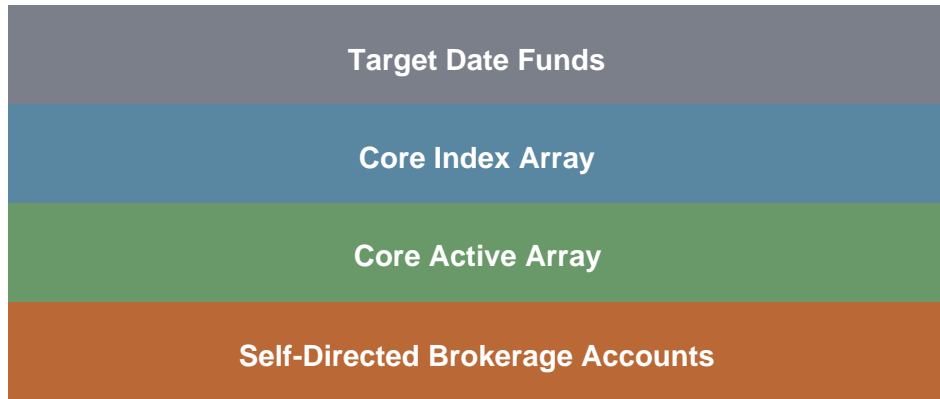 Target Date Funds
Core Index Array
Core Active Array
Self-Directed Brokerage Accounts